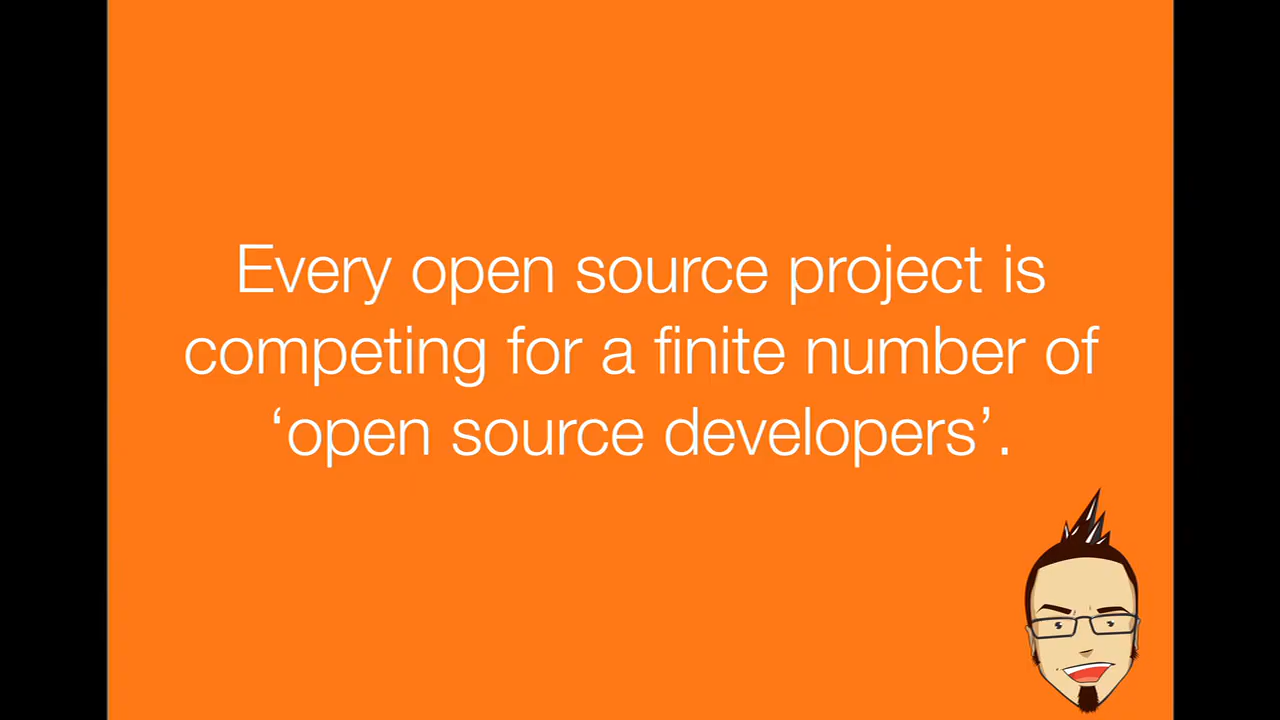 Every open source project is
competing for a finite number of
‘open source developers’.